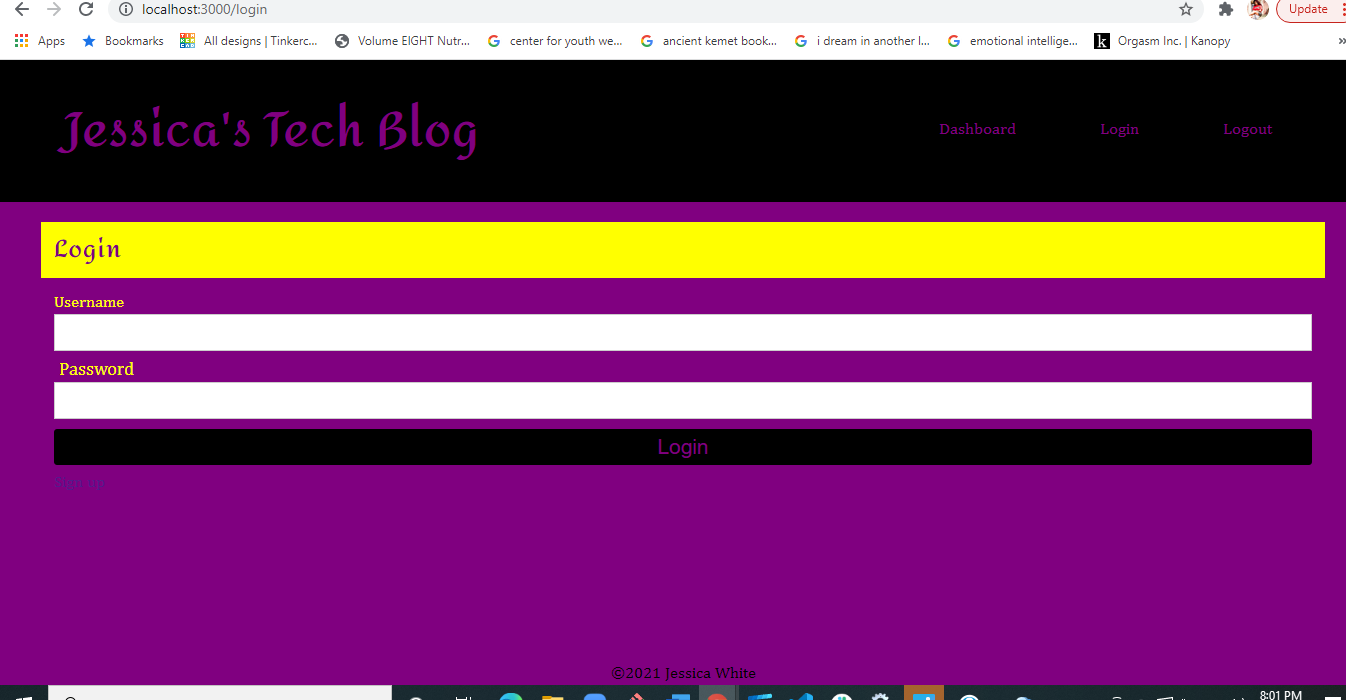 localhost:3000/login
Update
Apps Bookmarks All designs | Tinkerc... Volume EIGHT Nutr... center for youth we... ancient kemet book... i dream in another l... emotional intellige... Orgasm Inc. | Kanopy »
Jessica's Tech Blog
Dashboard Login Logout
Login
Username
Password
Login
Sign up
©2021 Jessica White
8:01 PM